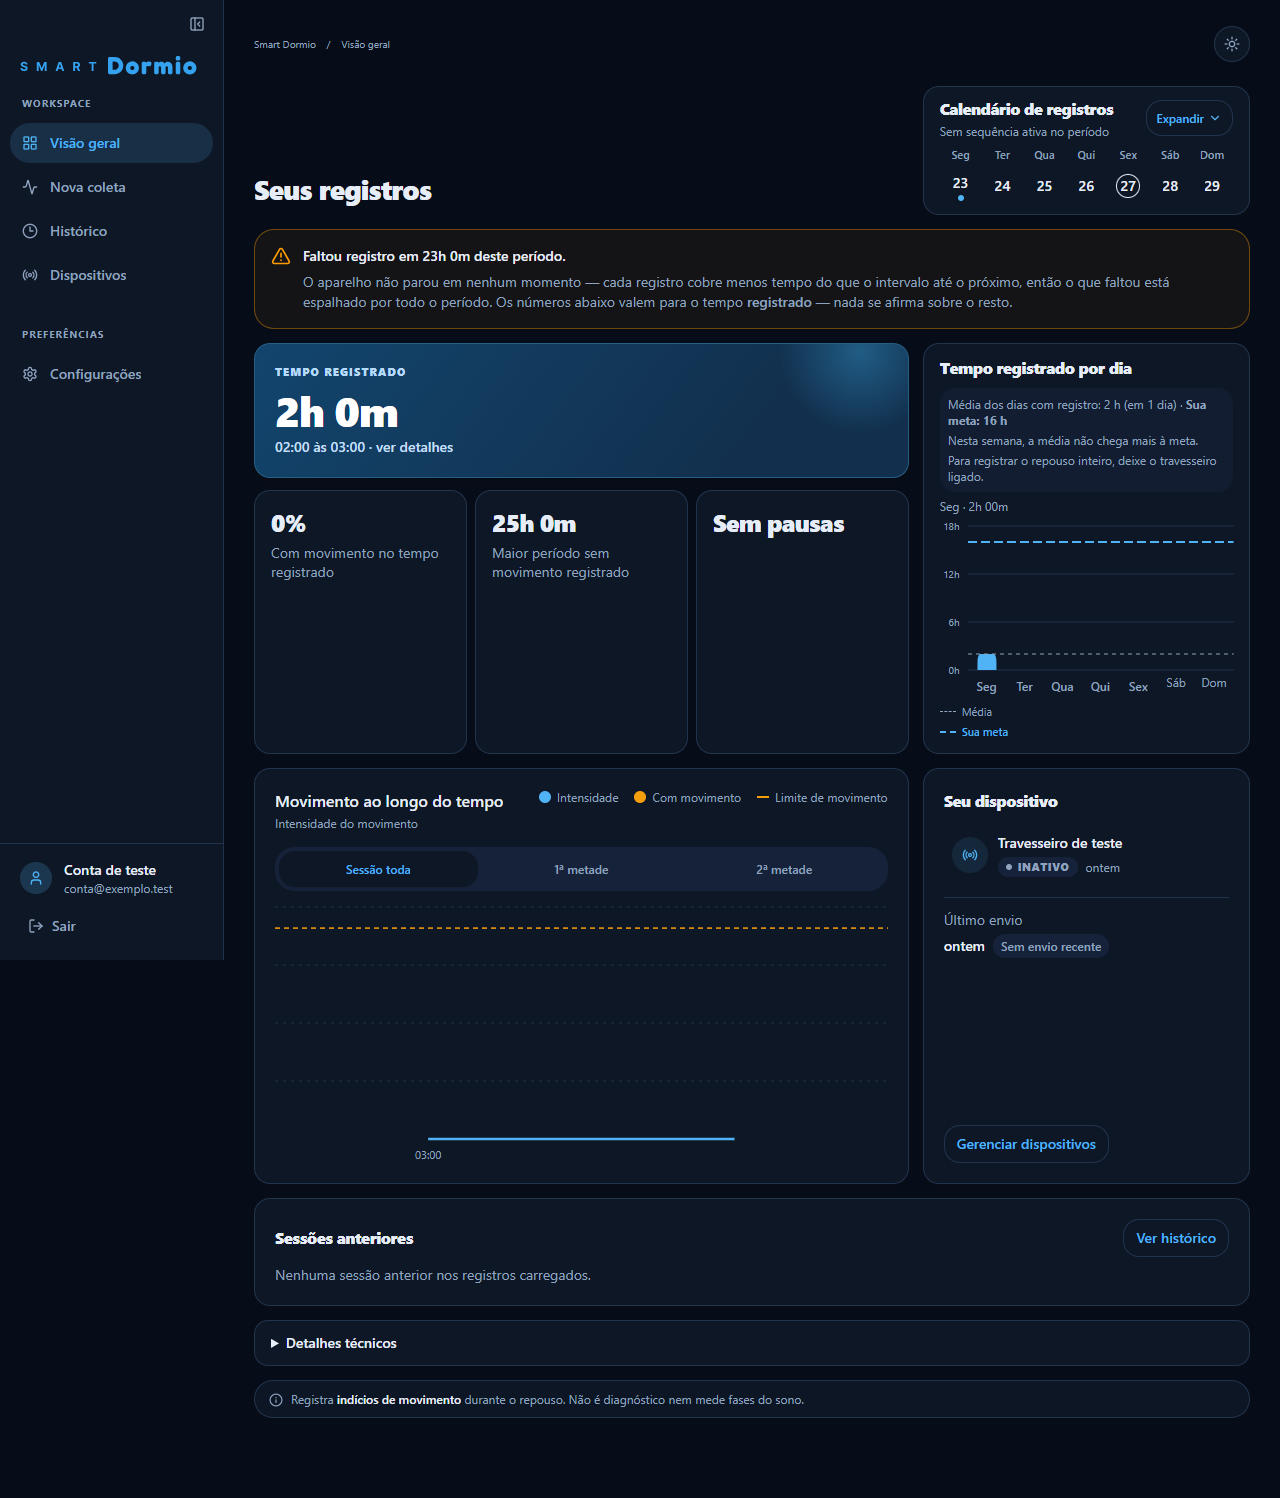 SMART Dormio
WORKSPACE
Visão geral
Nova coleta
Histórico
Dispositivos
PREFERÊNCIAS
Configurações
Conta de teste
conta@exemplo.test
Sair
Smart Dormio / Visão geral
Seus registros
Calendário de registros
Sem sequência ativa no período
Expandir
Seg Ter Qua Qui Sex Sáb Dom
23 24 25 26 27 28 29
Faltou registro em 23h 0m deste período.
O aparelho não parou em nenhum momento — cada registro cobre menos tempo do que o intervalo até o próximo, então o que faltou está
espalhado por todo o período. Os números abaixo valem para o tempo registrado — nada se afirma sobre o resto.
TEMPO REGISTRADO
2h 0m
02:00 às 03:00 · ver detalhes
0%
Com movimento no tempo
registrado
25h 0m
Maior período sem
movimento registrado
Sem pausas
Tempo registrado por dia
Média dos dias com registro: 2 h (em 1 dia) · Sua
meta: 16 h
Nesta semana, a média não chega mais à meta.
Para registrar o repouso inteiro, deixe o travesseiro
ligado.
Seg · 2h 00m
18h
12h
6h
0h
Seg Ter Qua Qui Sex Sáb Dom
Média
Sua meta
Movimento ao longo do tempo
Intensidade do movimento
Intensidade Com movimento Limite de movimento
Sessão toda 1ª metade 2ª metade
03:00
Seu dispositivo
Travesseiro de teste
INATIVO ontem
Último envio
ontem Sem envio recente
Gerenciar dispositivos
Sessões anteriores
Ver histórico
Nenhuma sessão anterior nos registros carregados.
Detalhes técnicos
Registra indícios de movimento durante o repouso. Não é diagnóstico nem mede fases do sono.